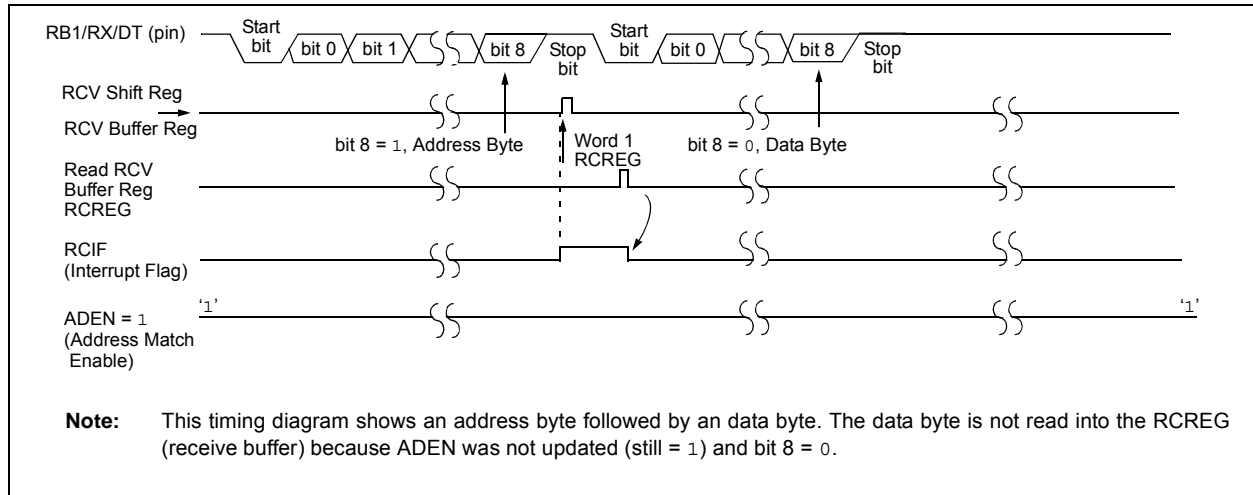 RB1/RX/DT (pin)
Start bit
bit 0
bit 1
bit 8
Stop bit
Start bit
bit 0
bit 8
Stop bit
RCV Shift Reg
RCV Buffer Reg
bit 8 = 1, Address Byte
Word 1
RCREG
bit 8 = 0, Data Byte
Read RCV
Buffer Reg
RCREG
RCIF
(Interrupt Flag)
‘1’
‘1’
ADEN = 1
(Address Match
Enable)
Note: This timing diagram shows an address byte followed by an data byte. The data byte is not read into the RCREG
(receive buffer) because ADEN was not updated (still = 1) and bit 8 = 0.